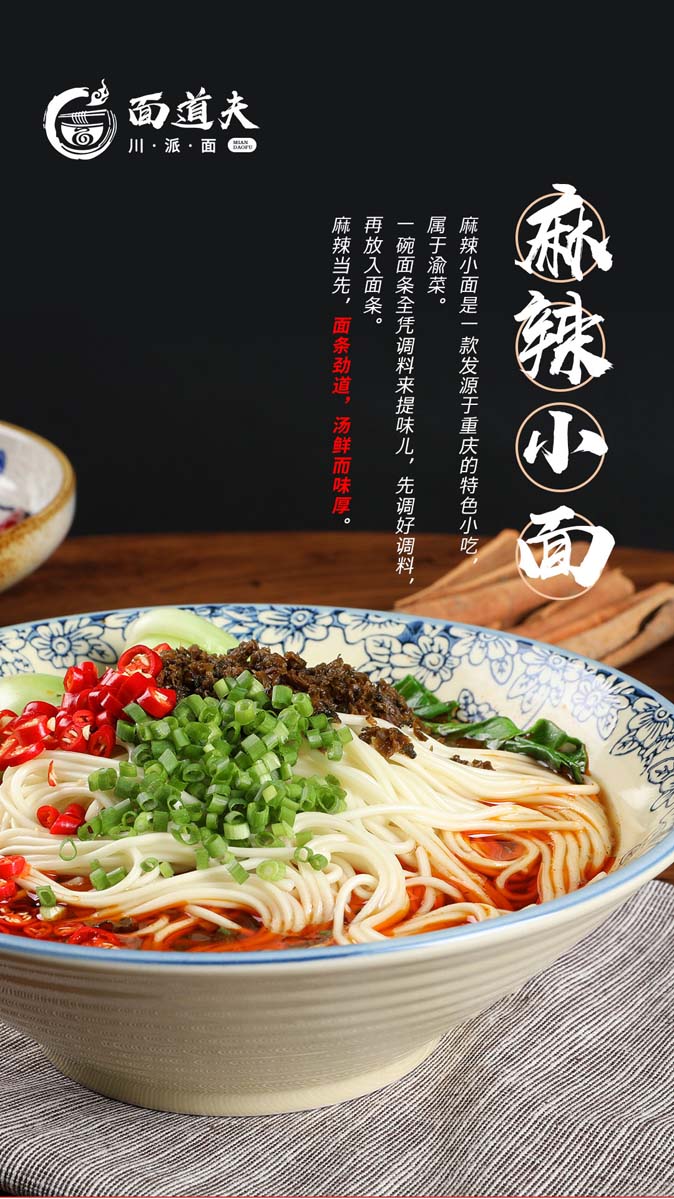 面道夫
川·派·面
MIAN
DAOFU
麻辣小面
麻辣小面是一款发源于重庆的特色小吃，
属于渝菜。
一碗面条全凭调料来提味儿，先调好调料，
再放入面条。
麻辣当先，面条劲道，汤鲜而味厚。